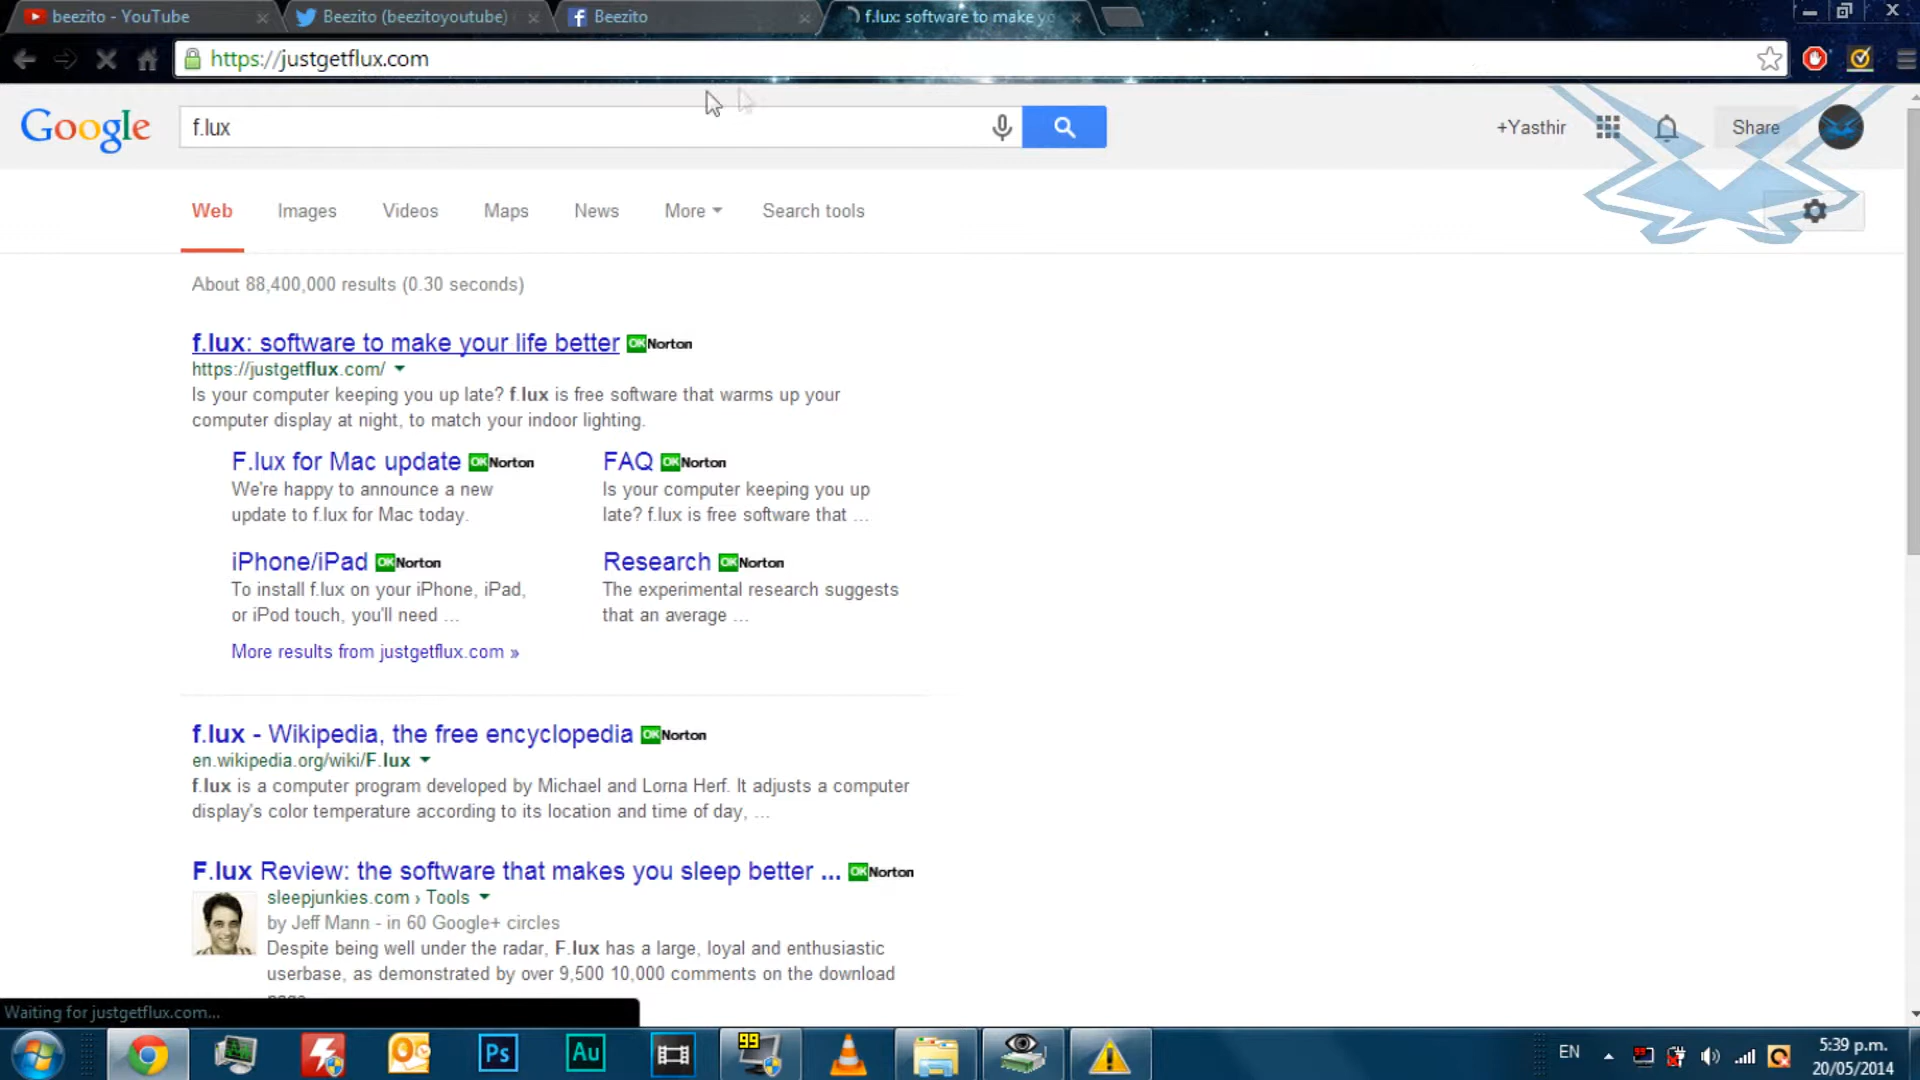 beezito - YouTube
Beezito (beezitoyoutube)
Beezito
f.lux: software to make yo
https://justgetflux.com
Google
f.lux
+Yasthir
Share
Web
Images
Videos
Maps
News
More
Search tools
About 88,400,000 results (0.30 seconds)
f.lux: software to make your life better
OK Norton
https://justgetflux.com/
Is your computer keeping you up late? f.lux is free software that warms up your
computer display at night, to match your indoor lighting.
F.lux for Mac update
OK Norton
We're happy to announce a new
update to f.lux for Mac today.
FAQ
OK Norton
Is your computer keeping you up
late? f.lux is free software that ...
iPhone/iPad
OK Norton
To install f.lux on your iPhone, iPad,
or iPod touch, you'll need ...
Research
OK Norton
The experimental research suggests
that an average ...
More results from justgetflux.com »
f.lux - Wikipedia, the free encyclopedia
OK Norton
en.wikipedia.org/wiki/F.lux
f.lux is a computer program developed by Michael and Lorna Herf. It adjusts a computer
display's color temperature according to its location and time of day, ...
F.lux Review: the software that makes you sleep better ...
OK Norton
sleepjunkies.com › Tools
by Jeff Mann - in 60 Google+ circles
Despite being well under the radar, F.lux has a large, loyal and enthusiastic
userbase, as demonstrated by over 9,500 10,000 comments on the download
Waiting for justgetflux.com...
Ps
Au
99
EN
5:39 p.m.
20/05/2014